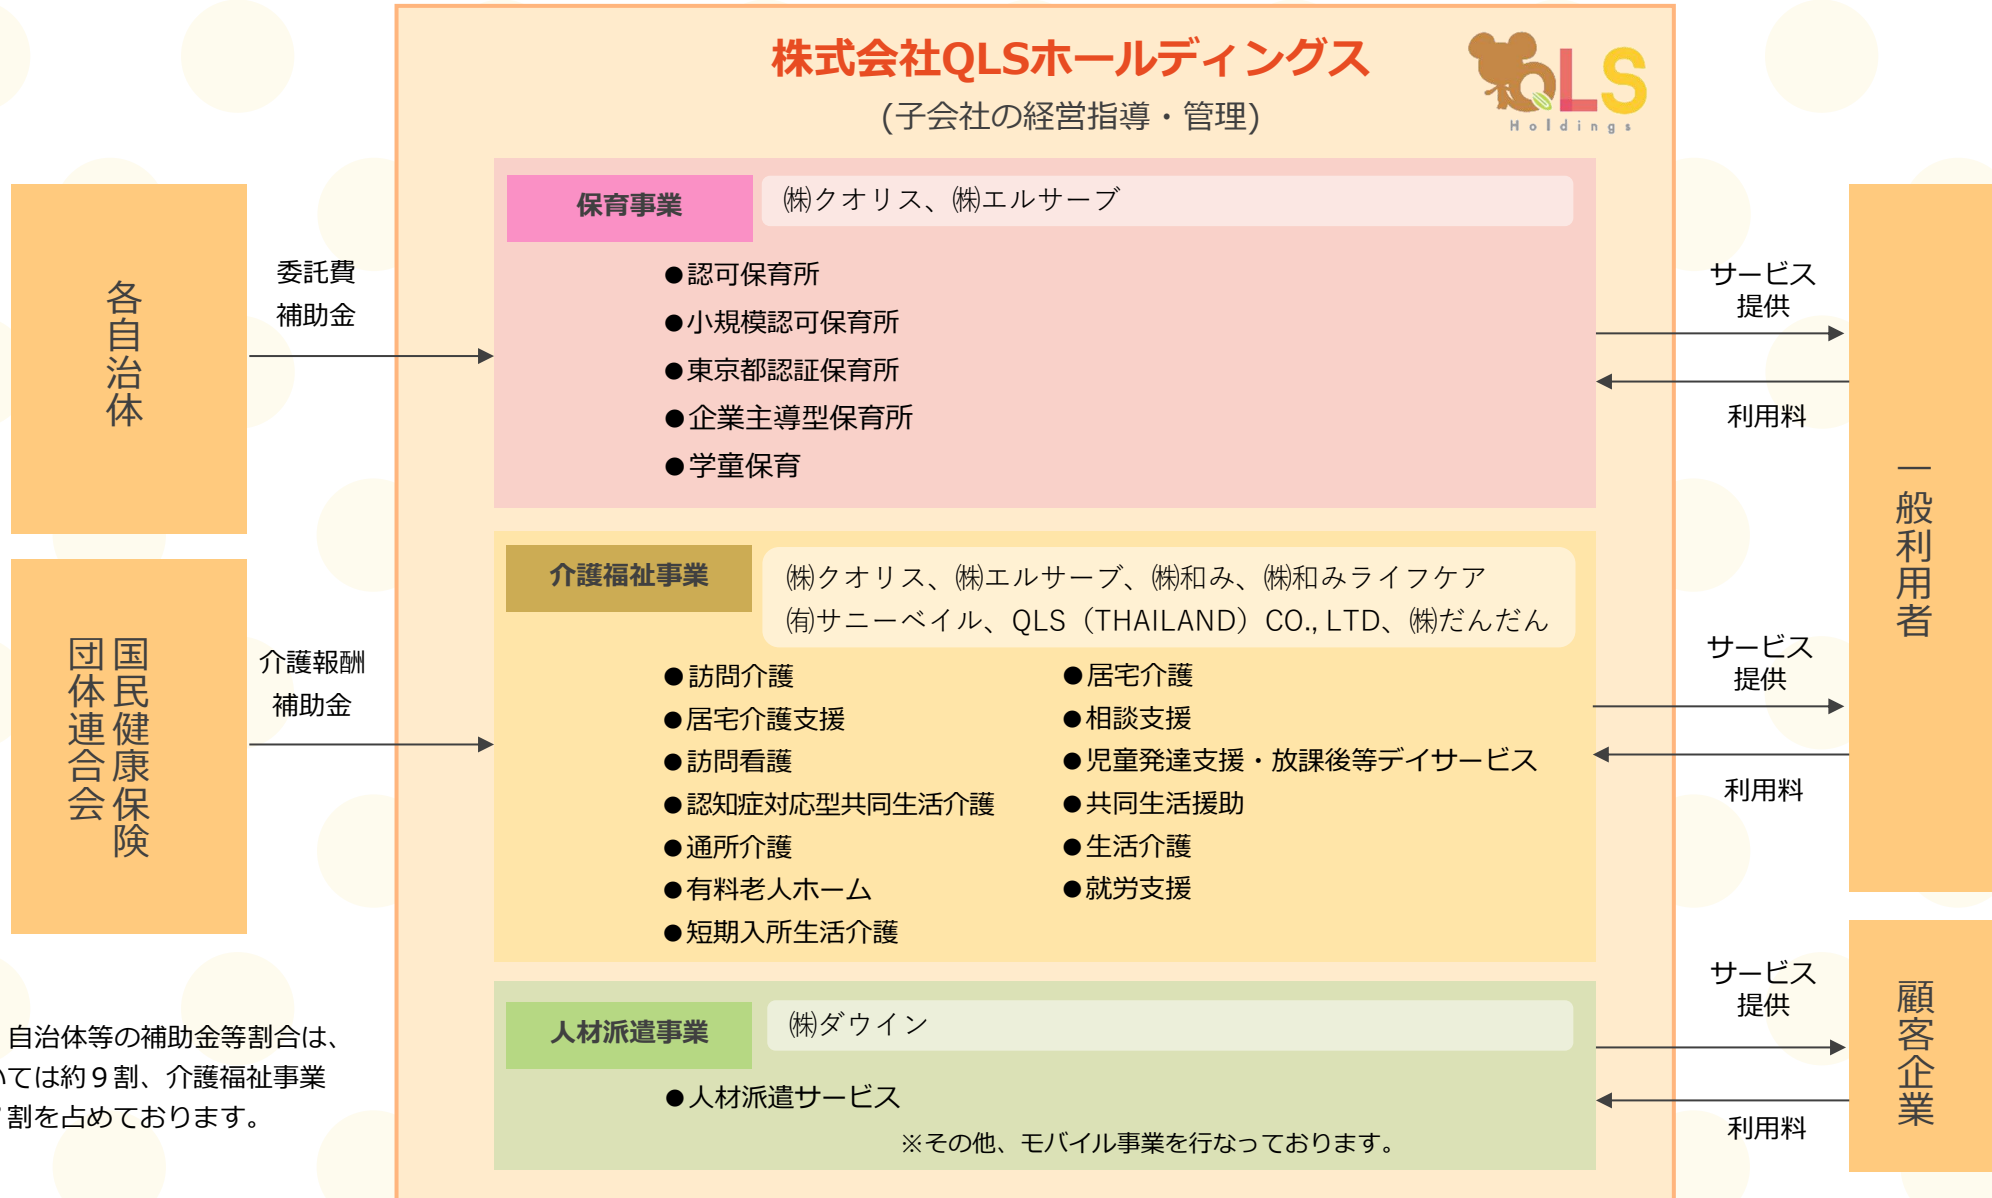 株式会社QLSホールディングス
(子会社の経営指導・管理)
QLS
Holdings
各自治体
委託費
補助金
保育事業
㈱クオリス、㈱エルサーブ
●認可保育所
●小規模認可保育所
●東京都認証保育所
●企業主導型保育所
●学童保育
サービス
提供
利用料
一般利用者
国民健康保険
団体連合会
介護報酬
補助金
介護福祉事業
㈱クオリス、㈱エルサーブ、㈱和み、㈱和みライフケア
㈲サニーベイル、QLS（THAILAND）CO., LTD、㈱だんだん
●訪問介護
●居宅介護支援
●訪問看護
●認知症対応型共同生活介護
●通所介護
●有料老人ホーム
●短期入所生活介護
●居宅介護
●相談支援
●児童発達支援・放課後等デイサービス
●共同生活援助
●生活介護
●就労支援
サービス
提供
利用料
自治体等の補助金等割合は、
いては約９割、介護福祉事業
割を占めております。
人材派遣事業
㈱ダウイン
●人材派遣サービス
※その他、モバイル事業を行なっております。
サービス
提供
利用料
顧客企業